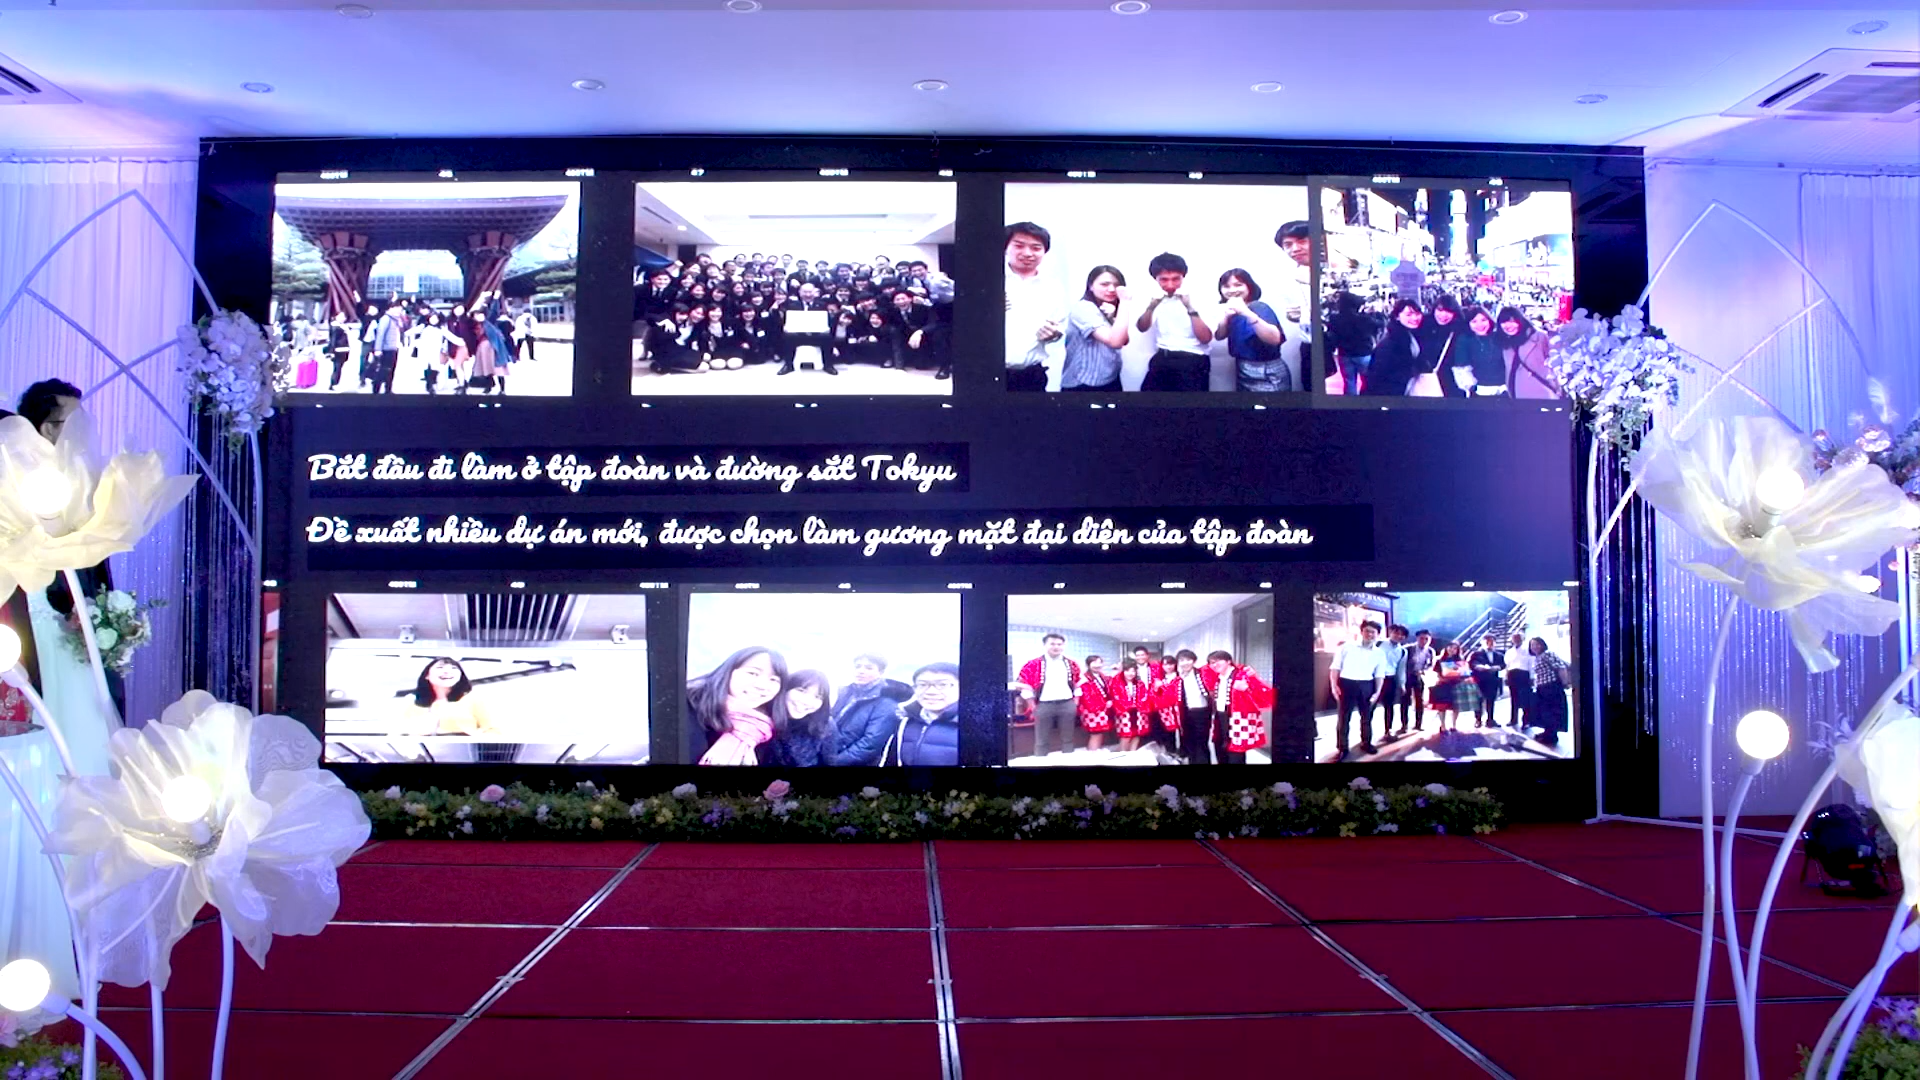 Bắt đầu đi làm ở tập đoàn và đường sắt Tokyu
Đề xuất nhiều dự án mới, được chọn làm gương mặt đại diện của tập đoàn